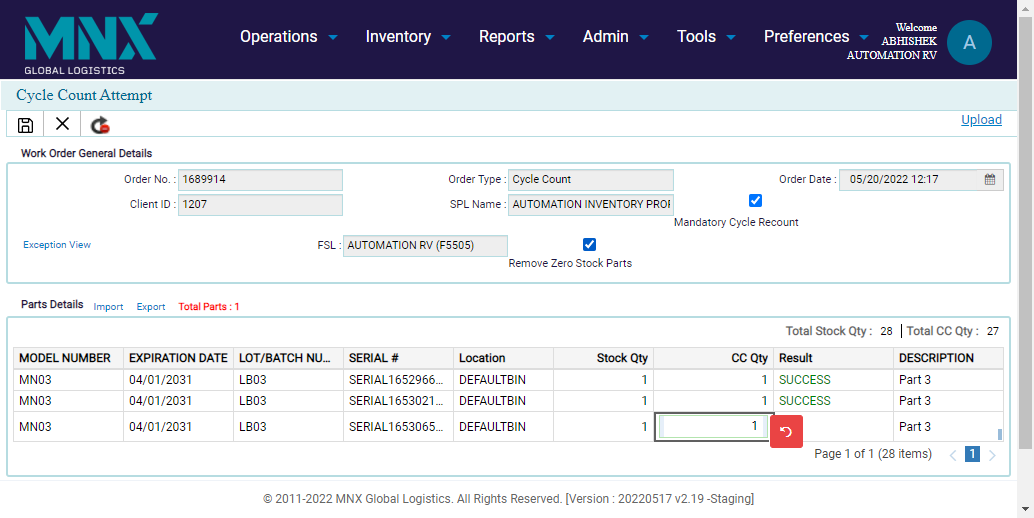 MNX
GLOBAL LOGISTICS
Operations Inventory Reports Admin Tools Preferences
Welcome
ABHISHEK
AUTOMATION RV
A
Cycle Count Attempt
Upload
Work Order General Details
Order No. : 1689914 Order Type : Cycle Count Order Date : 05/20/2022 12:17
Client ID : 1207 SPL Name : AUTOMATION INVENTORY PROF
Mandatory Cycle Recount
Exception View FSL : AUTOMATION RV (F5505)
Remove Zero Stock Parts
Parts Details Import Export Total Parts : 1
Total Stock Qty : 28 Total CC Qty : 27
MODEL NUMBER EXPIRATION DATE LOT/BATCH NU... SERIAL # Location Stock Qty CC Qty Result DESCRIPTION
MN03 04/01/2031 LB03 SERIAL1652966... DEFAULTBIN 1 1 SUCCESS Part 3
MN03 04/01/2031 LB03 SERIAL1653021... DEFAULTBIN 1 1 SUCCESS Part 3
MN03 04/01/2031 LB03 SERIAL1653065... DEFAULTBIN 1 1 Part 3
Page 1 of 1 (28 items) 1
© 2011-2022 MNX Global Logistics. All Rights Reserved. [Version : 20220517 v2.19 -Staging]